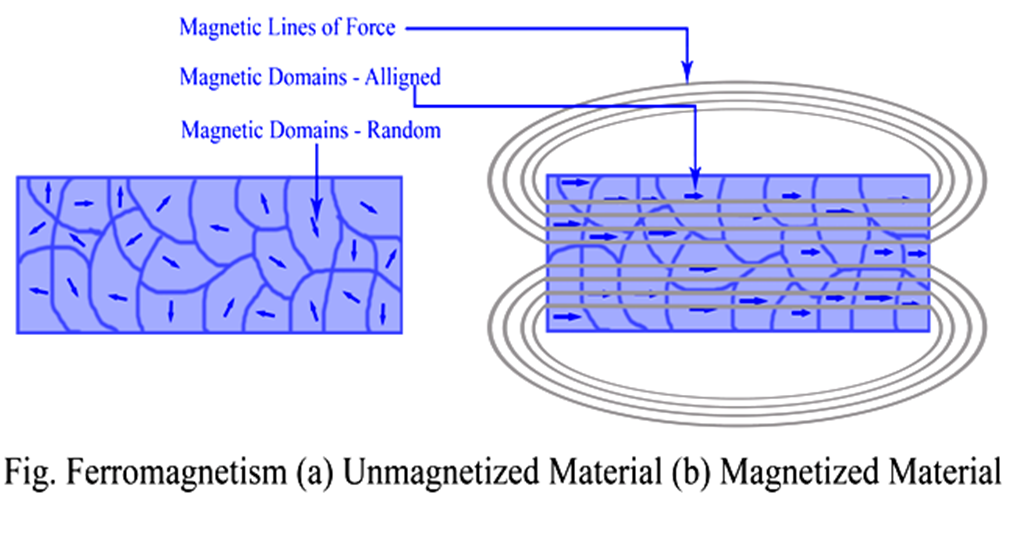 Magnetic Lines of Force
Magnetic Domains - Alligned
Magnetic Domains - Random
Fig. Ferromagnetism (a) Unmagnetized Material (b) Magnetized Material